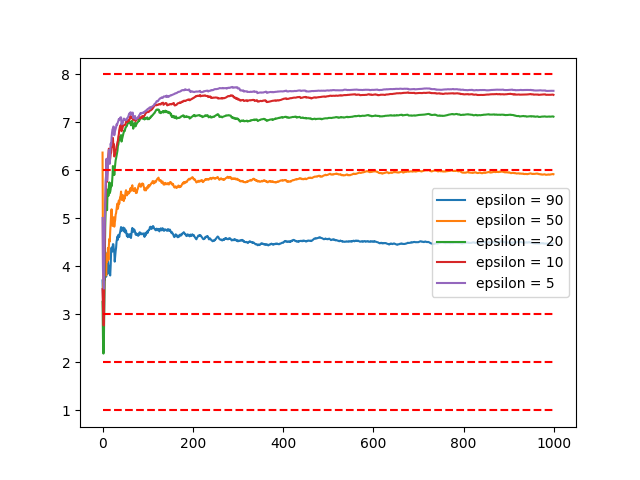 8
7
6
5
4
3
2
1
epsilon = 90
epsilon = 50
epsilon = 20
epsilon = 10
epsilon = 5
0 200 400 600 800 1000